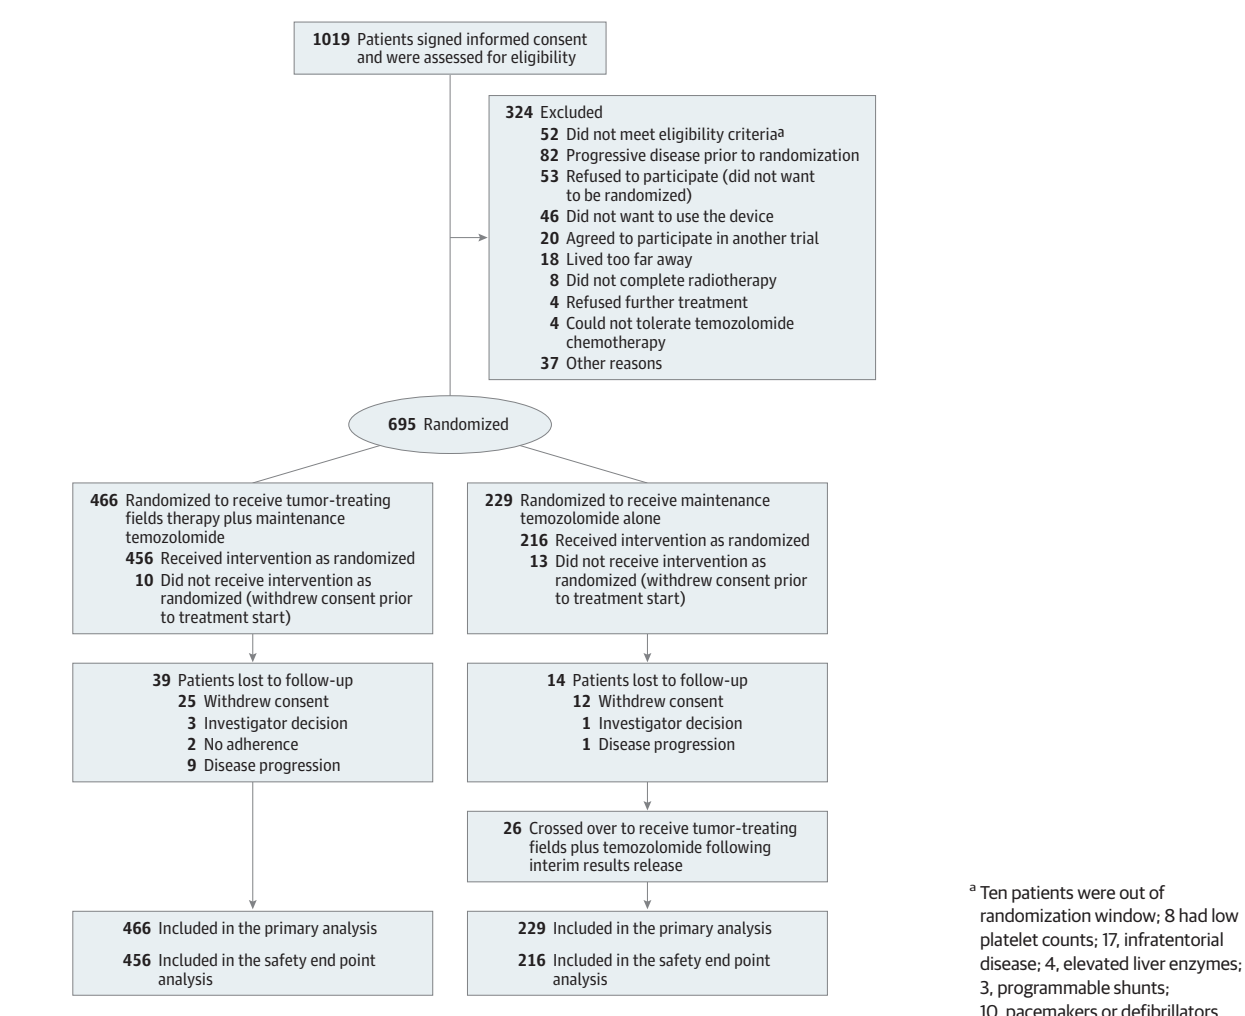 1019 Patients signed informed consent
and were assessed for eligibility
324 Excluded
52 Did not meet eligibility criteriaa
82 Progressive disease prior to randomization
53 Refused to participate (did not want
to be randomized)
46 Did not want to use the device
20 Agreed to participate in another trial
18 Lived too far away
8 Did not complete radiotherapy
4 Refused further treatment
4 Could not tolerate temozolomide
chemotherapy
37 Other reasons
695 Randomized
466 Randomized to receive tumor-treating
fields therapy plus maintenance
temozolomide
456 Received intervention as randomized
10 Did not receive intervention as
randomized (withdrew consent prior
to treatment start)
229 Randomized to receive maintenance
temozolomide alone
216 Received intervention as randomized
13 Did not receive intervention as
randomized (withdrew consent prior
to treatment start)
39 Patients lost to follow-up
25 Withdrew consent
3 Investigator decision
2 No adherence
9 Disease progression
14 Patients lost to follow-up
12 Withdrew consent
1 Investigator decision
1 Disease progression
26 Crossed over to receive tumor-treating
fields plus temozolomide following
interim results release
466 Included in the primary analysis
456 Included in the safety end point
analysis
229 Included in the primary analysis
216 Included in the safety end point
analysis
a Ten patients were out of
randomization window; 8 had low
platelet counts; 17, infratentorial
disease; 4, elevated liver enzymes;
3, programmable shunts;
10, pacemakers or defibrillators